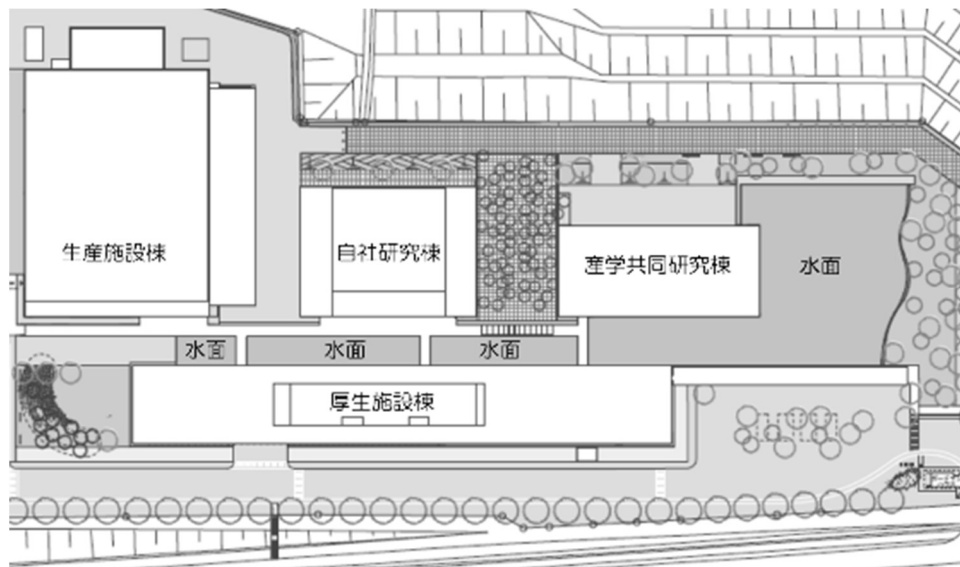 生産施設棟
自社研究棟
産学共同研究棟
水面
水面
水面
水面
厚生施設棟